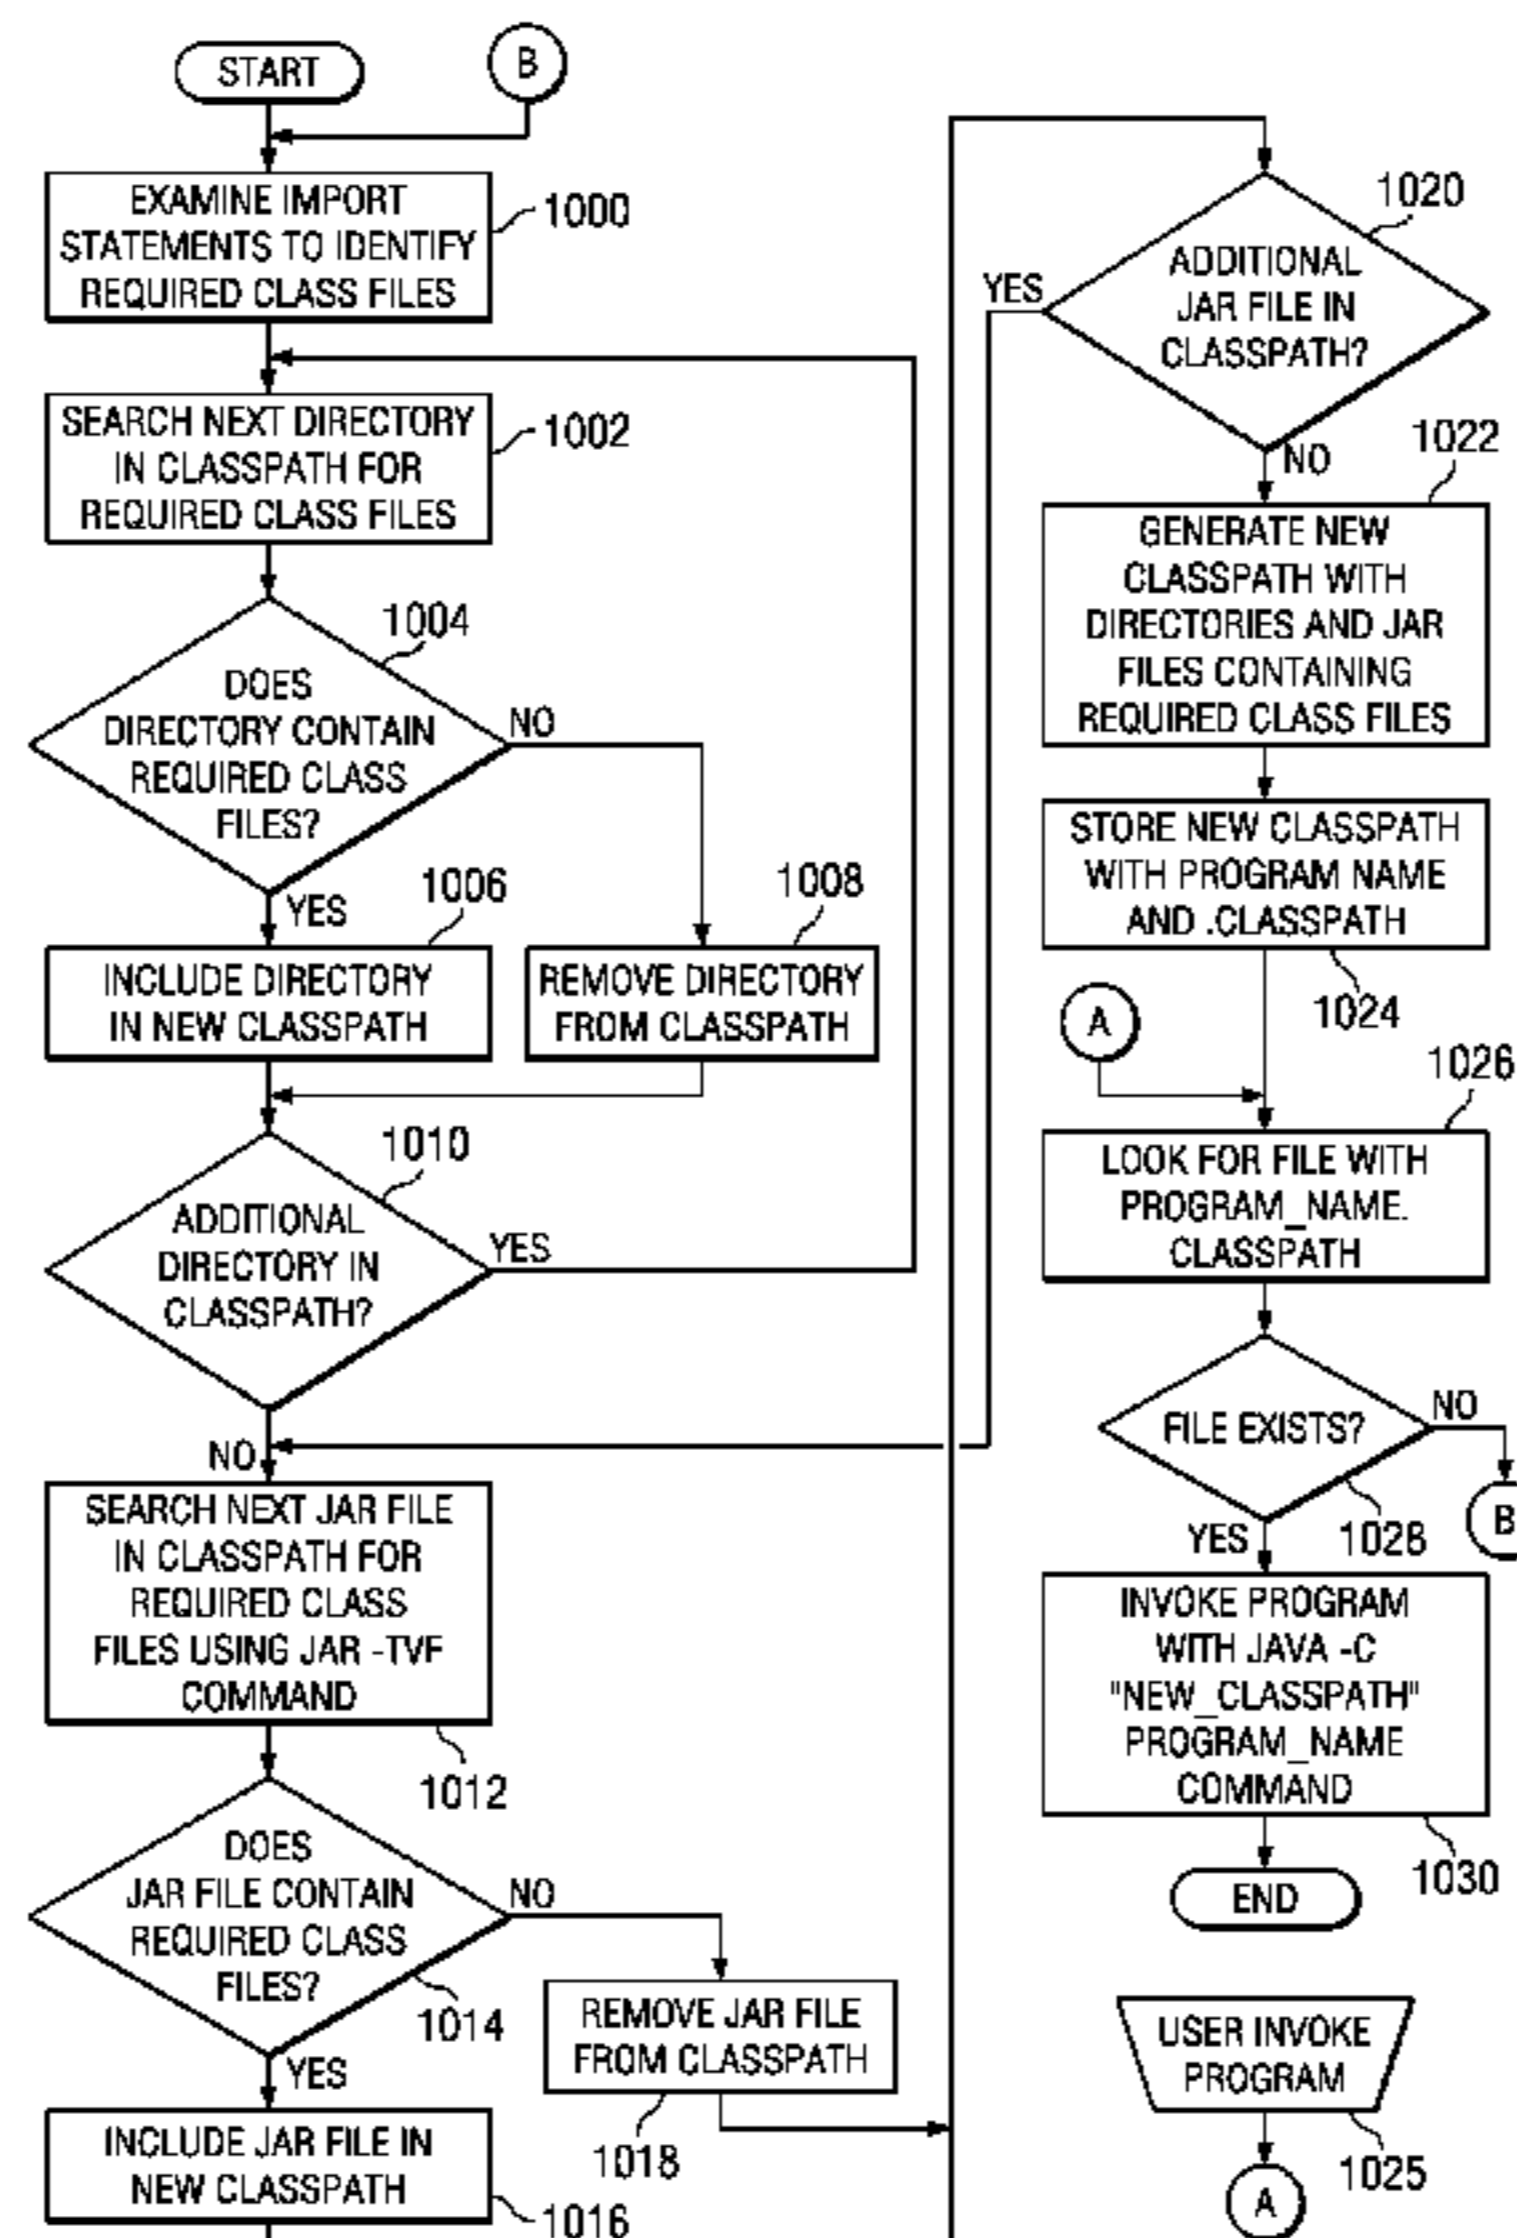 START
B
EXAMINE IMPORT
STATEMENTS TO IDENTIFY
REQUIRED CLASS FILES
1000
SEARCH NEXT DIRECTORY
IN CLASSPATH FOR
REQUIRED CLASS FILES
1002
1004
DOES
DIRECTORY CONTAIN
REQUIRED CLASS
FILES?
NO
YES
1006
INCLUDE DIRECTORY
IN NEW CLASSPATH
1008
REMOVE DIRECTORY
FROM CLASSPATH
1010
ADDITIONAL
DIRECTORY IN
CLASSPATH?
YES
NO
SEARCH NEXT JAR FILE
IN CLASSPATH FOR
REQUIRED CLASS
FILES USING JAR -TVF
COMMAND
1012
DOES
JAR FILE CONTAIN
REQUIRED CLASS
FILES?
NO
1014
YES
REMOVE JAR FILE
FROM CLASSPATH
1018
INCLUDE JAR FILE IN
NEW CLASSPATH
1016
1020
ADDITIONAL
JAR FILE IN
CLASSPATH?
YES
NO
1022
GENERATE NEW
CLASSPATH WITH
DIRECTORIES AND JAR
FILES CONTAINING
REQUIRED CLASS FILES
STORE NEW CLASSPATH
WITH PROGRAM NAME
AND .CLASSPATH
1024
A
1026
LOOK FOR FILE WITH
PROGRAM_NAME.
CLASSPATH
FILE EXISTS?
NO
B
1028
YES
INVOKE PROGRAM
WITH JAVA -C
"NEW_CLASSPATH"
PROGRAM_NAME
COMMAND
1030
END
USER INVOKE
PROGRAM
1025
A